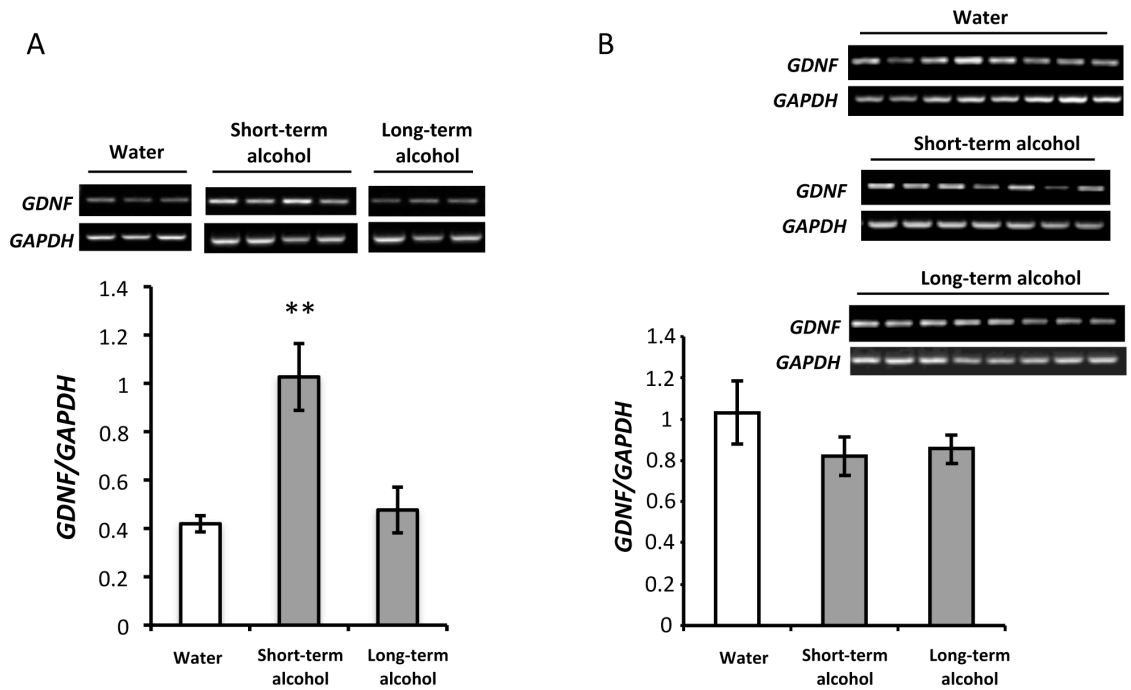 A
Water
Short-term
alcohol
Long-term
alcohol
GDNF
GAPDH
1.4
1.2
1
0.8
0.6
0.4
0.2
0
GDNF/GAPDH
**
Water
Short-term
alcohol
Long-term
alcohol
B
Water
GDNF
GAPDH
Short-term alcohol
GDNF
GAPDH
Long-term alcohol
GDNF
GAPDH
1.4
1.2
1
0.8
0.6
0.4
0.2
0
GDNF/GAPDH
Water
Short-term
alcohol
Long-term
alcohol